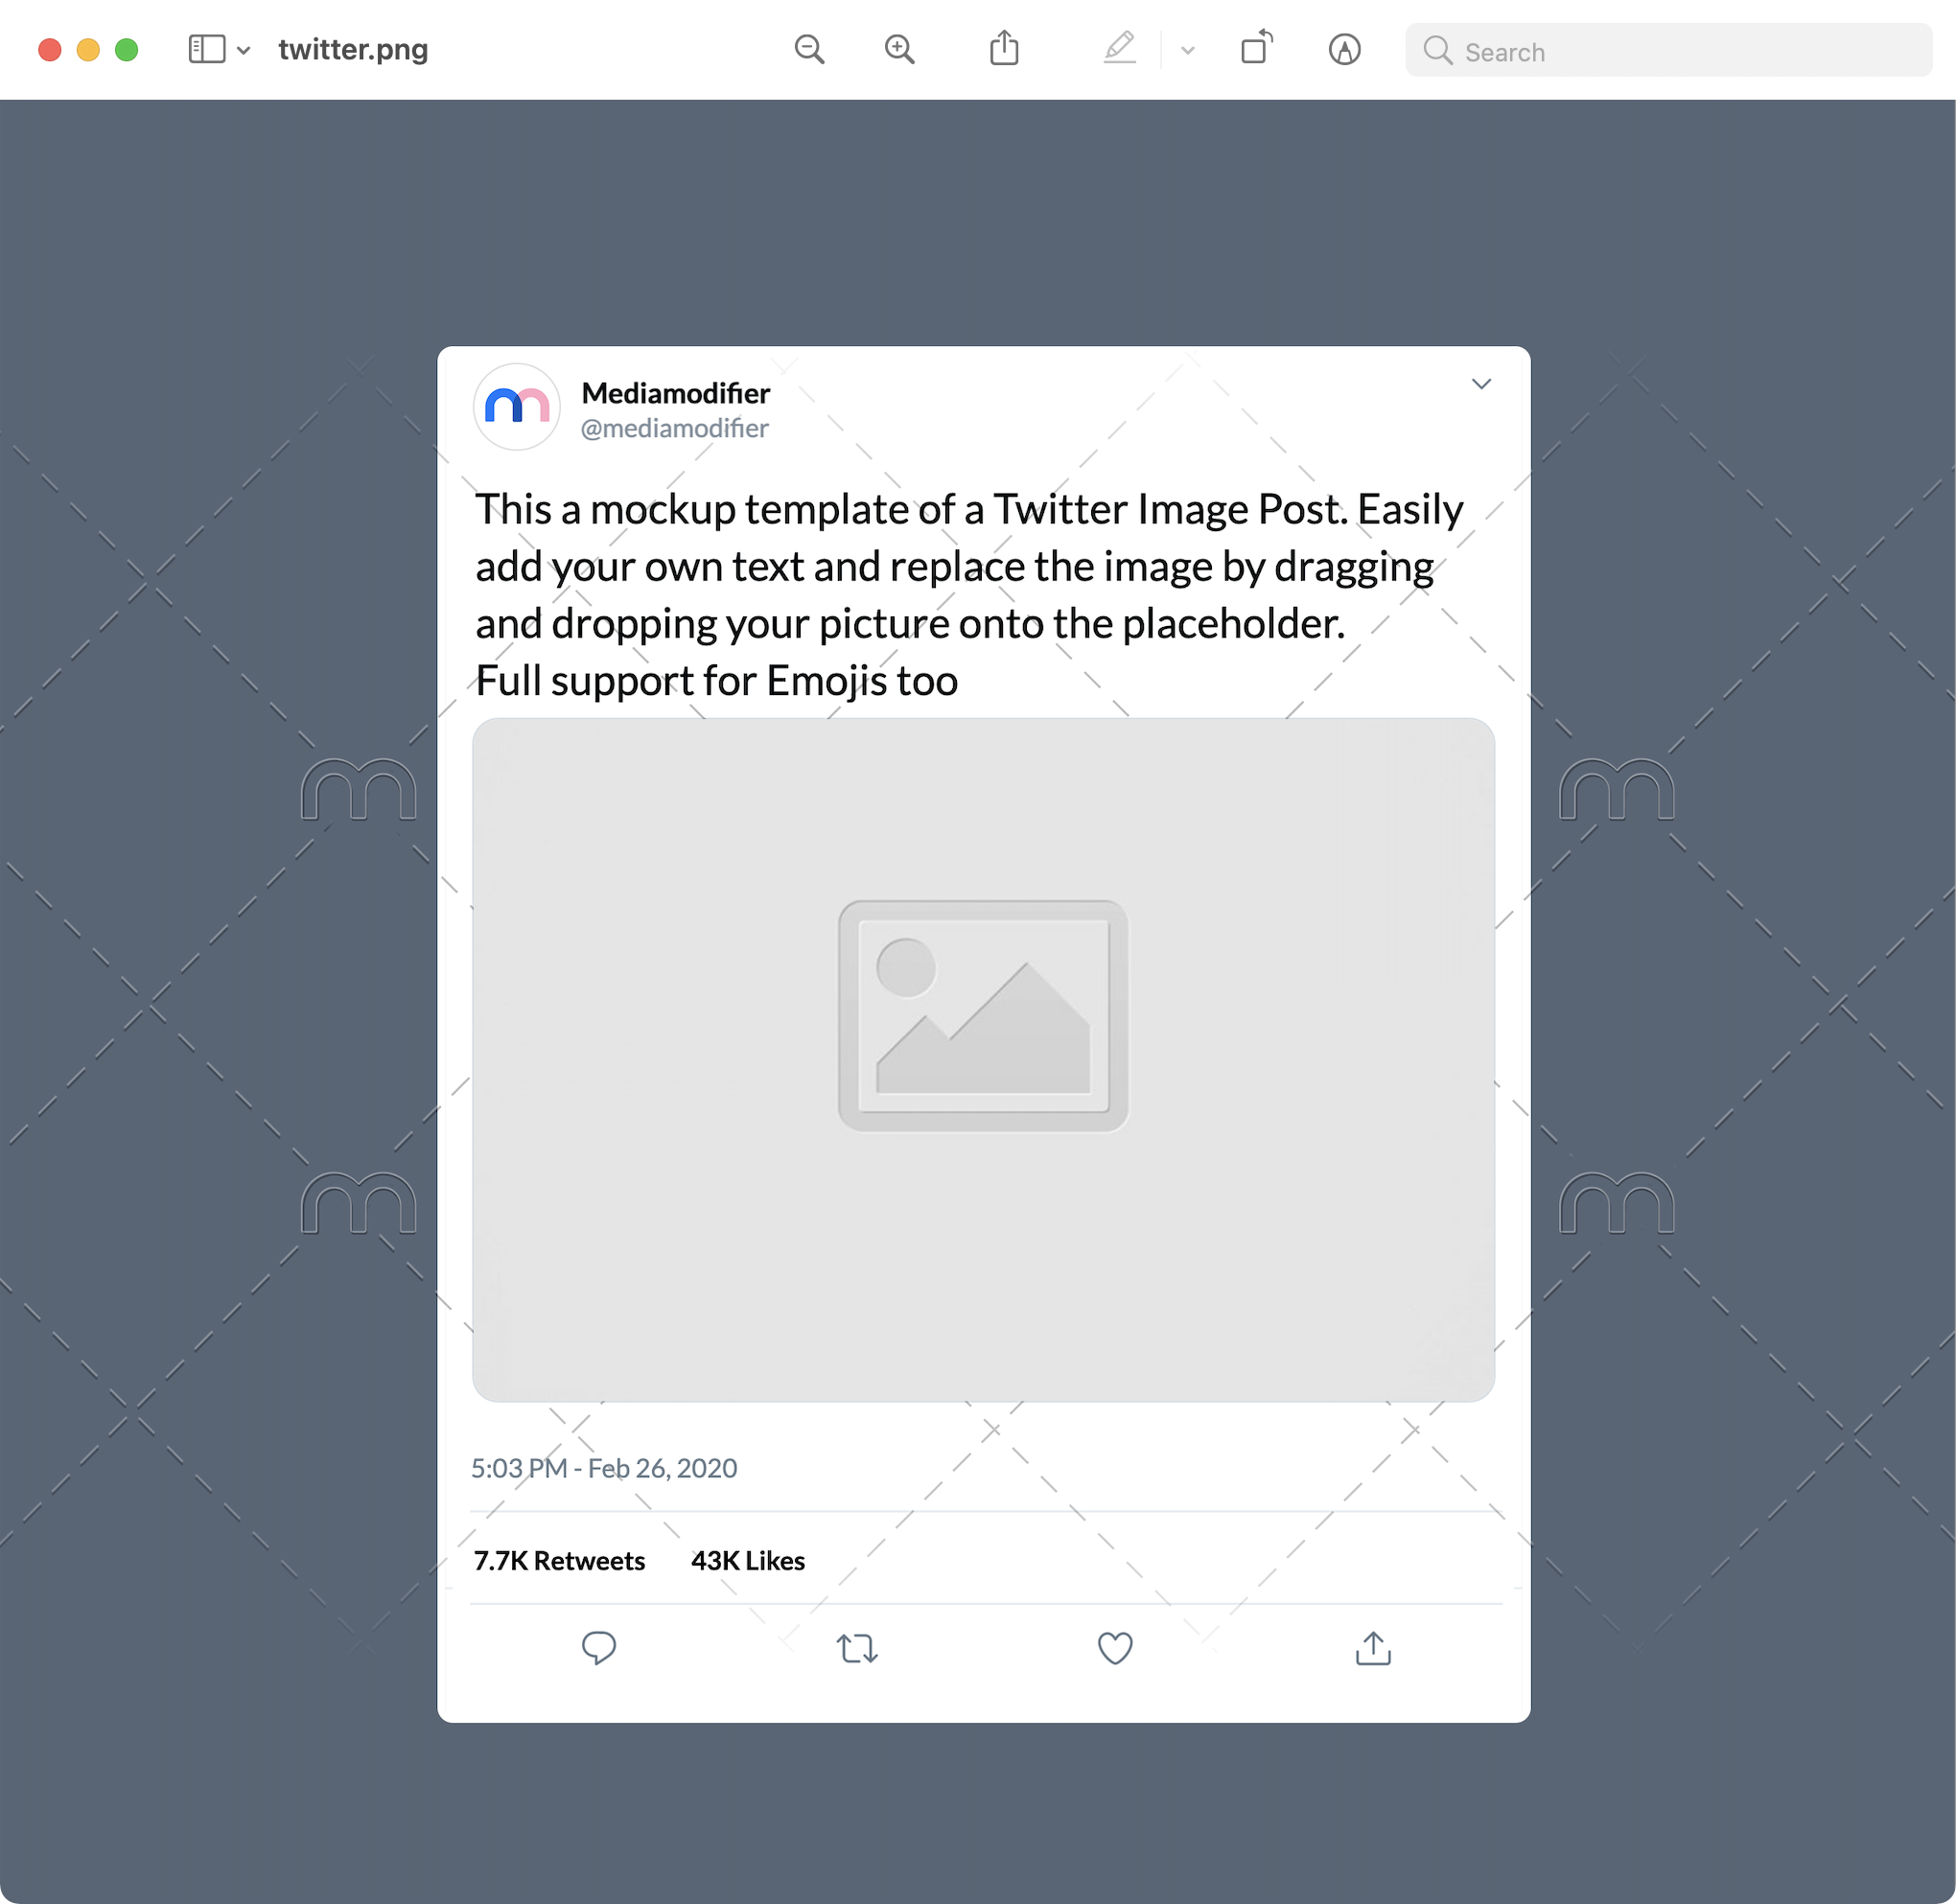 twitter.png
Search
Mediamodifier
@mediamodifier
This a mockup template of a Twitter Image Post. Easily
add your own text and replace the image by dragging
and dropping your picture onto the placeholder.
Full support for Emojis too
5:03 PM - Feb 26, 2020
7.7K Retweets 43K Likes